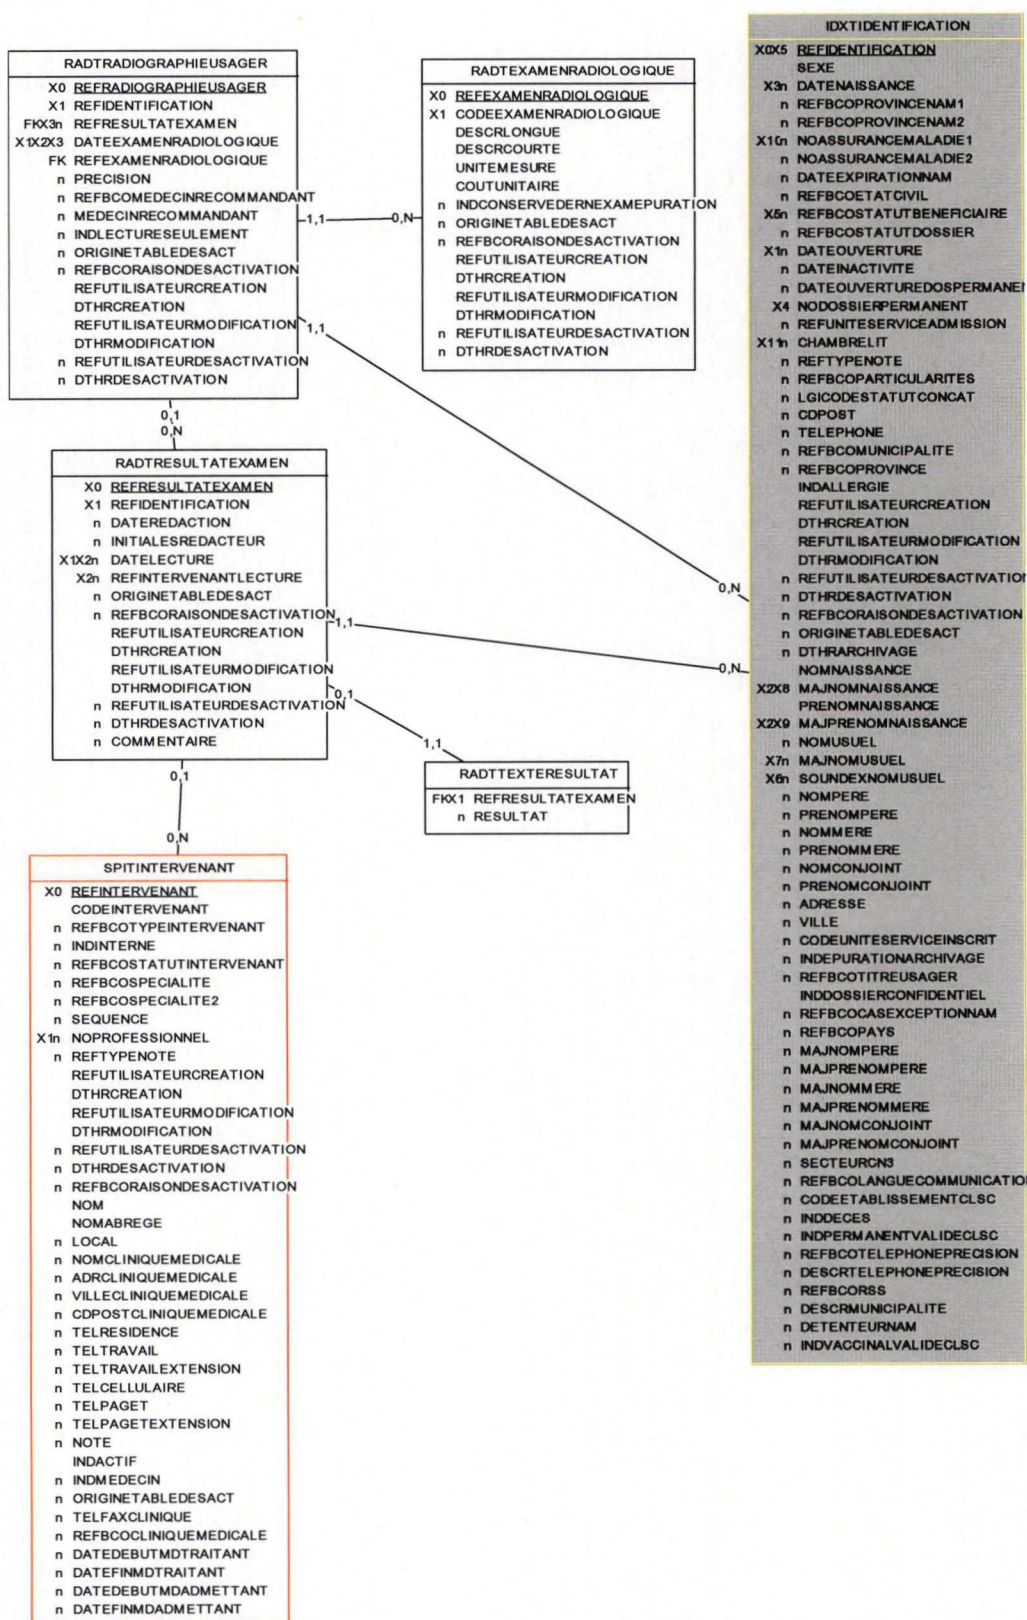 RADTRADIOGRAPHIEUSAGER
X0 REFRADIOGRAPHIEUSAGER
X1 REFIDENTIFICATION
FKX3n REFRESULTATEXAMEN
X1X2X3 DATEEXAMENRADIOLOGIQUE
FK REFEXAMENRADIOLOGIQUE
n PRECISION
n REFBCOMEDECINRECOMMANDANT
n MEDECINRECOMMANDANT
n INDLECTURESEULEMENT
n ORIGINETABLEDESACT
n REFBCORAISONDESACTIVATION
REFUTILISATEURCREATION
DTHRCREATION
REFUTILISATEURMODIFICATION
DTHRMODIFICATION
n REFUTILISATEURDESACTIVATION
n DTHRDESACTIVATION
1,1
0,N
1,1
0,N
0,1
0,N
RADTEXAMENRADIOLOGIQUE
X0 REFEXAMENRADIOLOGIQUE
X1 CODEEXAMENRADIOLOGIQUE
DESCRLONGUE
DESCRCOURTE
UNITEMESURE
COUTUNITAIRE
n INDCONSERVEDERNEXAMEPURATION
n ORIGINETABLEDESACT
n REFBCORAISONDESACTIVATION
REFUTILISATEURCREATION
DTHRCREATION
REFUTILISATEURMODIFICATION
DTHRMODIFICATION
n REFUTILISATEURDESACTIVATION
n DTHRDESACTIVATION
RADTRESULTATEXAMEN
X0 REFRESULTATEXAMEN
X1 REFIDENTIFICATION
n DATEREDACTION
n INITIALESREDACTEUR
X1X2n DATELECTURE
X2n REFINTERVENANTLECTURE
n ORIGINETABLEDESACT
n REFBCORAISONDESACTIVATION
REFUTILISATEURCREATION
DTHRCREATION
REFUTILISATEURMODIFICATION
DTHRMODIFICATION
n REFUTILISATEURDESACTIVATION
n DTHRDESACTIVATION
n COMMENTAIRE
1,1
0,N
0,1
1,1
0,1
0,N
RADTTEXTERESULTAT
FKX1 REFRESULTATEXAMEN
n RESULTAT
SPITINTERVENANT
X0 REFINTERVENANT
CODEINTERVENANT
n REFBCOTYPEINTERVENANT
n INDINTERNE
n REFBCOSTATUTINTERVENANT
n REFBCOSPECIALITE
n REFBCOSPECIALITE2
n SEQUENCE
X1n NOPROFESSIONNEL
n REFTYPENOTE
REFUTILISATEURCREATION
DTHRCREATION
REFUTILISATEURMODIFICATION
DTHRMODIFICATION
n REFUTILISATEURDESACTIVATION
n DTHRDESACTIVATION
n REFBCORAISONDESACTIVATION
NOM
NOMABREGE
n LOCAL
n NOMCLINIQUEMEDICALE
n ADRCLINIQUEMEDICALE
n VILLECLINIQUEMEDICALE
n CDPOSTCLINIQUEMEDICALE
n TELRESIDENCE
n TELTRAVAIL
n TELTRAVAILEXTENSION
n TELCELLULAIRE
n TELPAGET
n TELPAGETEXTENSION
n NOTE
INDACTIF
n INDMEDECIN
n ORIGINETABLEDESACT
n TELFAXCLINIQUE
n REFBCOCLINIQUEMEDICALE
n DATEDEBUTMDTRAITANT
n DATEFINMDTRAITANT
n DATEDEBUTMDADMETTANT
n DATEFINMDADMETTANT
IDXTIDENTIFICATION
X0X5 REFIDENTIFICATION
SEXE
X3n DATENAISSANCE
n REFBCOPROVINCENAM1
n REFBCOPROVINCENAM2
X10n NOASSURANCEMALADIE1
n NOASSURANCEMALADIE2
n DATEEXPIRATIONNAM
n REFBCOETATCIVIL
X5n REFBCOSTATUTBENEFICIAIRE
n REFBCOSTATUTDOSSIER
X1n DATEOUVERTURE
n DATEINACTIVITE
n DATEOUVERTUREDOSPERMANE
X4 NODOSSIERPERMANENT
n REFUNITESERVICEADMISSION
X11n CHAMBRELIT
n REFTYPENOTE
n REFBCOPARTICULARITES
n LGICODESTATUTCONCAT
n CDPOST
n TELEPHONE
n REFBCOMUNICIPALITE
n REFBCOPROVINCE
INDALLERGIE
REFUTILISATEURCREATION
DTHRCREATION
REFUTILISATEURMODIFICATION
DTHRMODIFICATION
n REFUTILISATEURDESACTIVATION
n DTHRDESACTIVATION
n REFBCORAISONDESACTIVATION
n ORIGINETABLEDESACT
n DTHRARCHIVAGE
NOMNAISSANCE
X2X8 MAJNOMNAISSANCE
PRENOMNAISSANCE
X2X9 MAJPRENOMNAISSANCE
n NOMUSUEL
X7n MAJNOMUSUEL
X6n SOUNDEXNOMUSUEL
n NOMPERE
n PRENOMPERE
n NOMMERE
n PRENOMMERE
n NOMCONJOINT
n PRENOMCONJOINT
n ADRESSE
n VILLE
n CODEUNITESERVICEINSCRIT
n INDEPURATIONARCHIVAGE
n REFBCOTITREUSAGER
INDDOSSIERCONFIDENTIEL
n REFBCOCASEXCEPTIONNAM
n REFBCOPAYS
n MAJNOMPERE
n MAJPRENOMPERE
n MAJNOMMERE
n MAJPRENOMMERE
n MAJNOMCONJOINT
n MAJPRENOMCONJOINT
n SECTEURCN3
n REFBCOLANGUECOMMUNICATIO
n CODEETABLISSEMENTCLSC
n INDDECES
n INDPERMANENTVALIDECLSC
n REFBCOTELEPHONEPRECISION
n DESCRTELEPHONEPRECISION
n REFBCORSS
n DESCRMUNICIPALITE
n DETENTEURNAM
n INDVACCINALVALIDECLSC